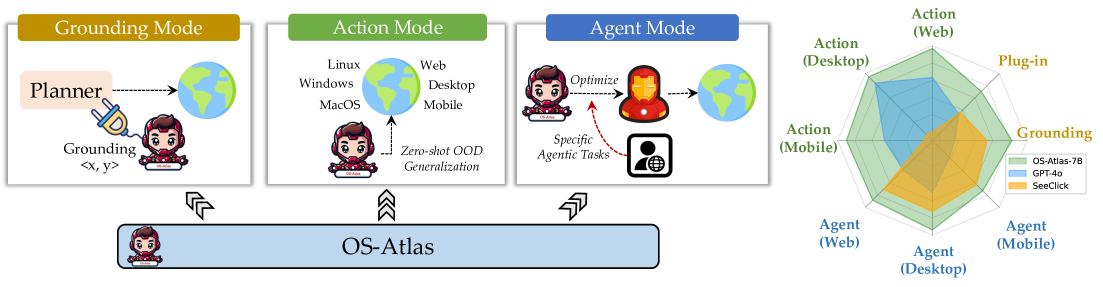 Grounding Mode
Planner
Grounding
<x, y>
OS-Atlas
Action Mode
Linux
Windows
MacOS
Web
Desktop
Mobile
OS-Atlas
Zero-shot OOD
Generalization
Agent Mode
OS-Atlas
Optimize
Specific
Agentic Tasks
OS-Atlas
OS-Atlas
Action
(Web)
Action
(Desktop)
Plug-in
Action
(Mobile)
Grounding
OS-Atlas-7B
GPT-4o
SeeClick
Agent
(Web)
Agent
(Desktop)
Agent
(Mobile)